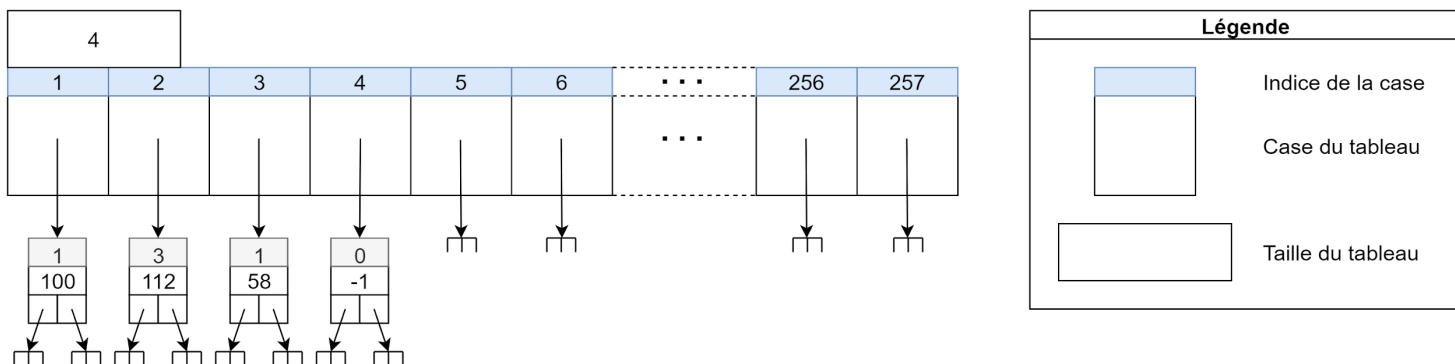 4
1 2 3 4 5 6 ... 256 257
...
1 3 1 0
100 112 58 -1
Légende
Indice de la case
Case du tableau
Taille du tableau